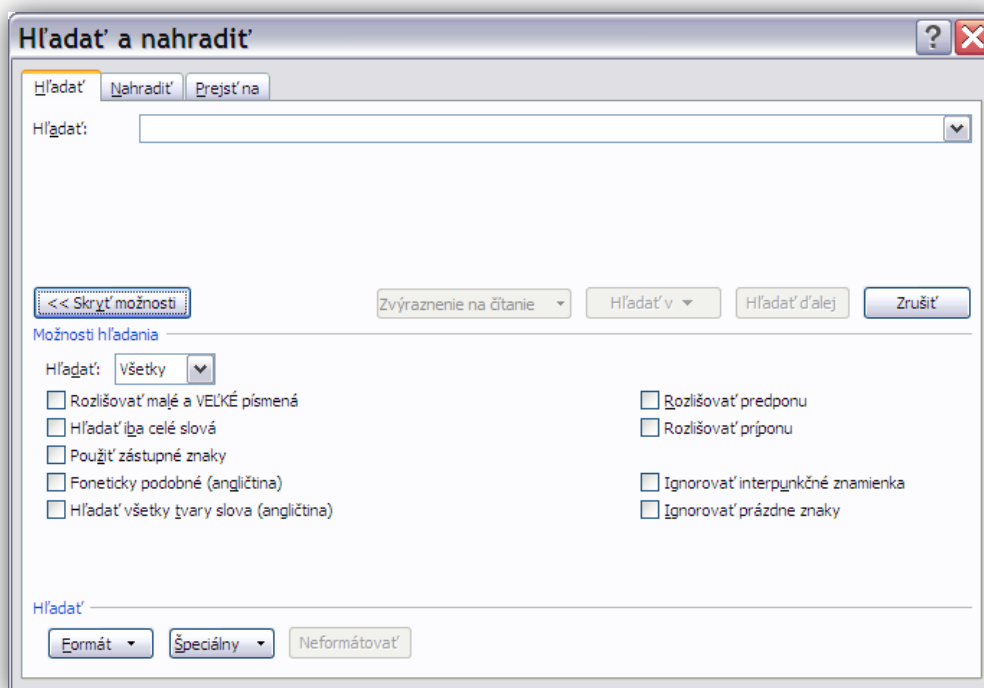 Hľadať a nahradiť
Hľadať Nahradiť Prejsť na
Hľadať:
<< Skryť možnosti Zvýraznenie na čítanie Hľadať v Hľadať ďalej Zrušiť
Možnosti hľadania
Hľadať: Všetky
Rozlišovať malé a VEĽKÉ písmená Rozlišovať predponu
Hľadať iba celé slová Rozlišovať príponu
Použiť zástupné znaky
Foneticky podobné (angličtina) Ignorovať interpunkčné znamienka
Hľadať všetky tvary slova (angličtina) Ignorovať prázdne znaky
Hľadať
Formát Špeciálny Neformátovať